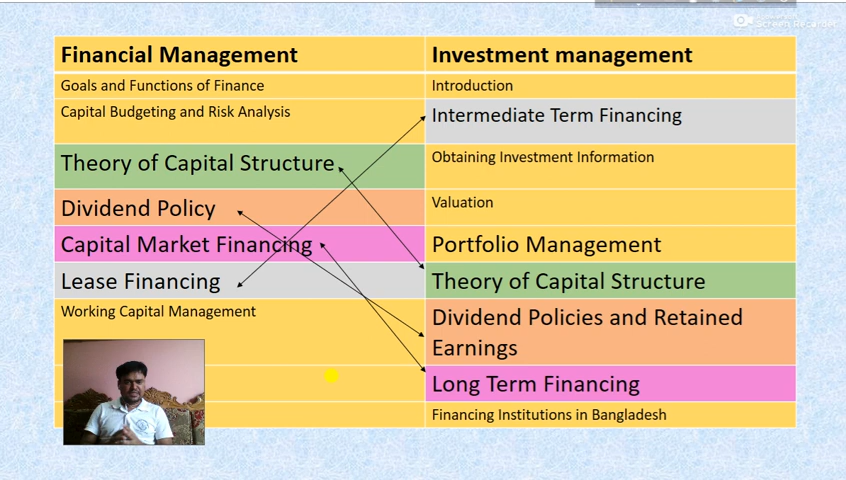 Screen Recorder
Financial Management
Investment management
Goals and Functions of Finance
Introduction
Capital Budgeting and Risk Analysis
Intermediate Term Financing
Theory of Capital Structure
Obtaining Investment Information
Dividend Policy
Valuation
Capital Market Financing
Portfolio Management
Lease Financing
Theory of Capital Structure
Working Capital Management
Dividend Policies and Retained
Earnings
Long Term Financing
Financing Institutions in Bangladesh